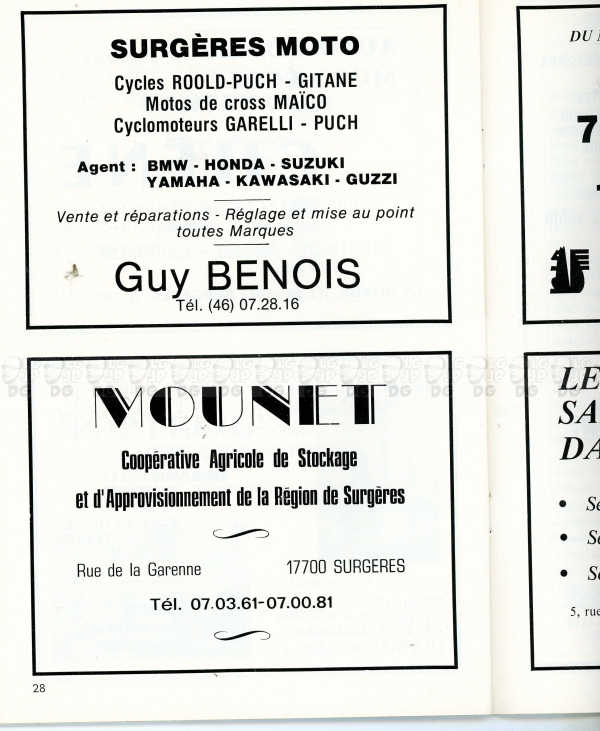 SURGÈRES MOTO
Cycles ROOLD-PUCH - GITANE
Motos de cross MAÏCO
Cyclomoteurs GARELLI - PUCH
Agent : BMW - HONDA - SUZUKI
YAMAHA - KAWASAKI - GUZZI
Vente et réparations - Réglage et mise au point
toutes Marques
Guy BENOIS
Tél. (46) 07.28.16
MOUNET
Coopérative Agricole de Stockage
et d'Approvisionnement de la Région de Surgères
Rue de la Garenne 17700 SURGERES
Tél. 07.03.61-07.00.81
28
DU
7
LE
SA
DA
• Se
• Se
• Se
5, rue